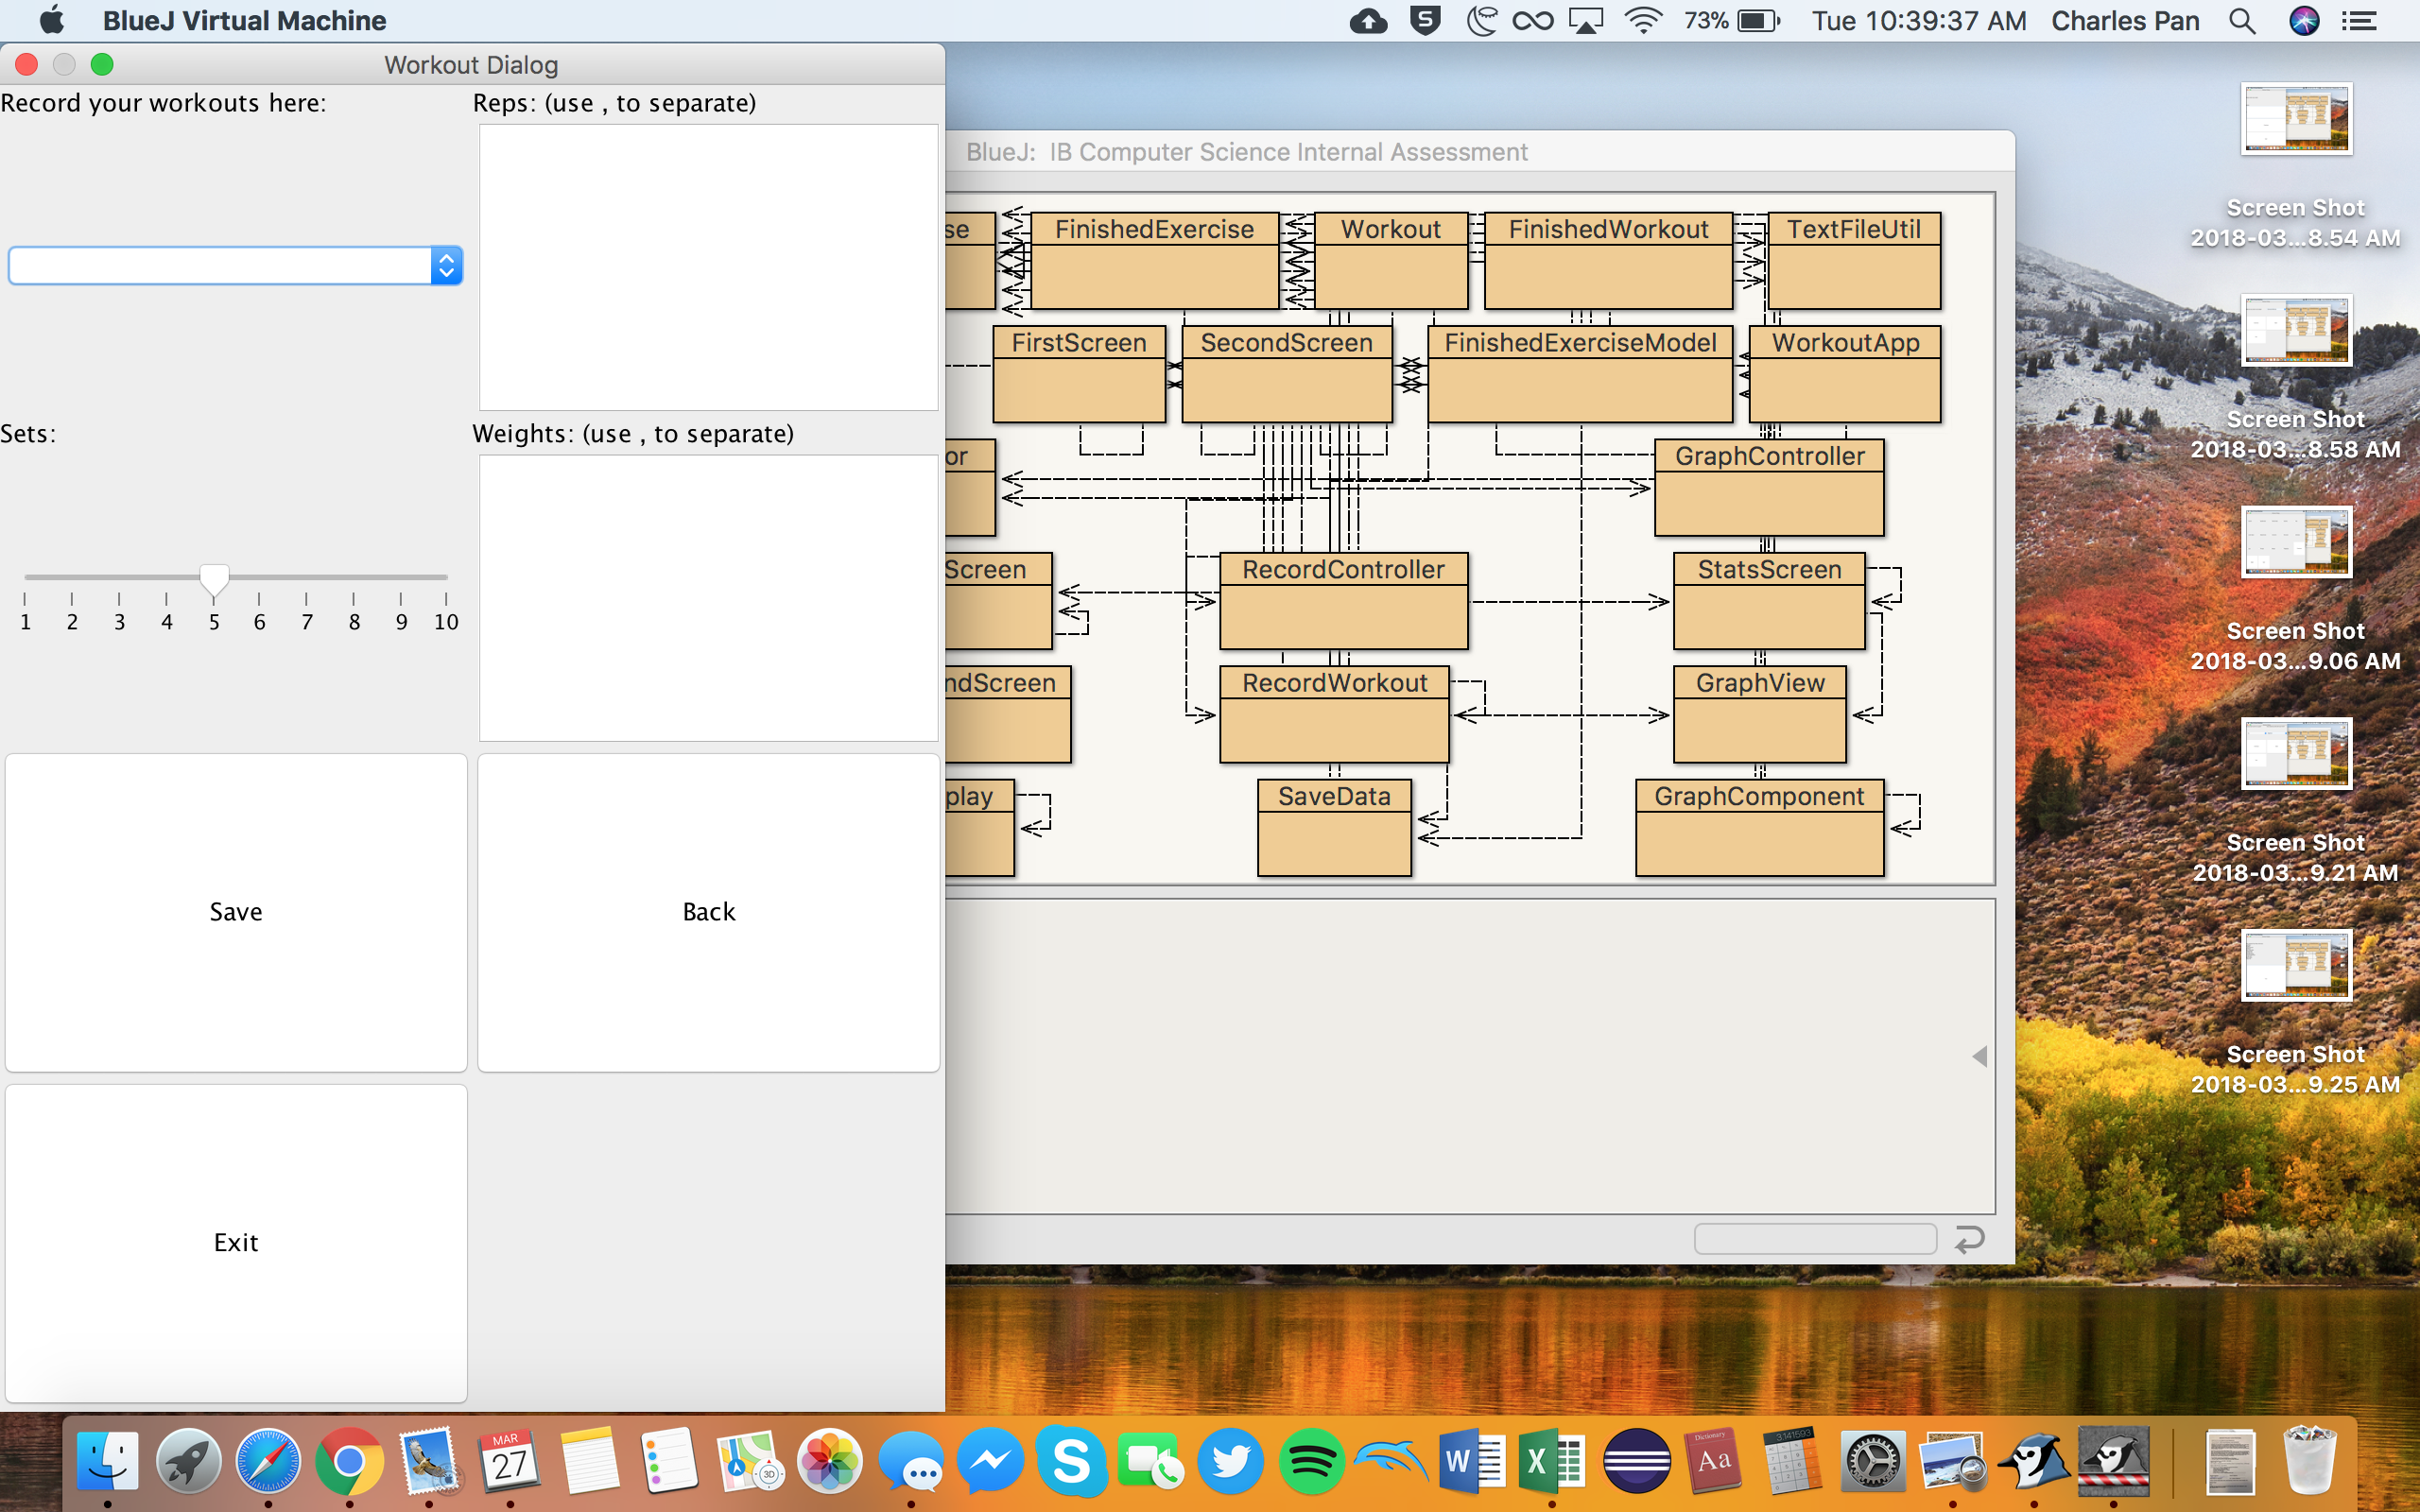 BlueJ Virtual Machine
73%
Tue 10:39:37 AM
Charles Pan
Workout Dialog
Record your workouts here:
Reps: (use , to separate)
Sets:
Weights: (use , to separate)
1 2 3 4 5 6 7 8 9 10
Save
Back
Exit
BlueJ: IB Computer Science Internal Assessment
se
FinishedExercise
Workout
FinishedWorkout
TextFileUtil
FirstScreen
SecondScreen
FinishedExerciseModel
WorkoutApp
or
GraphController
Screen
RecordController
StatsScreen
ndScreen
RecordWorkout
GraphView
play
SaveData
GraphComponent
Screen Shot
2018-03...8.54 AM
Screen Shot
2018-03...8.58 AM
Screen Shot
2018-03...9.06 AM
Screen Shot
2018-03...9.21 AM
Screen Shot
2018-03...9.25 AM
MAR
27
3D
Dictionary
Aa
3.141593